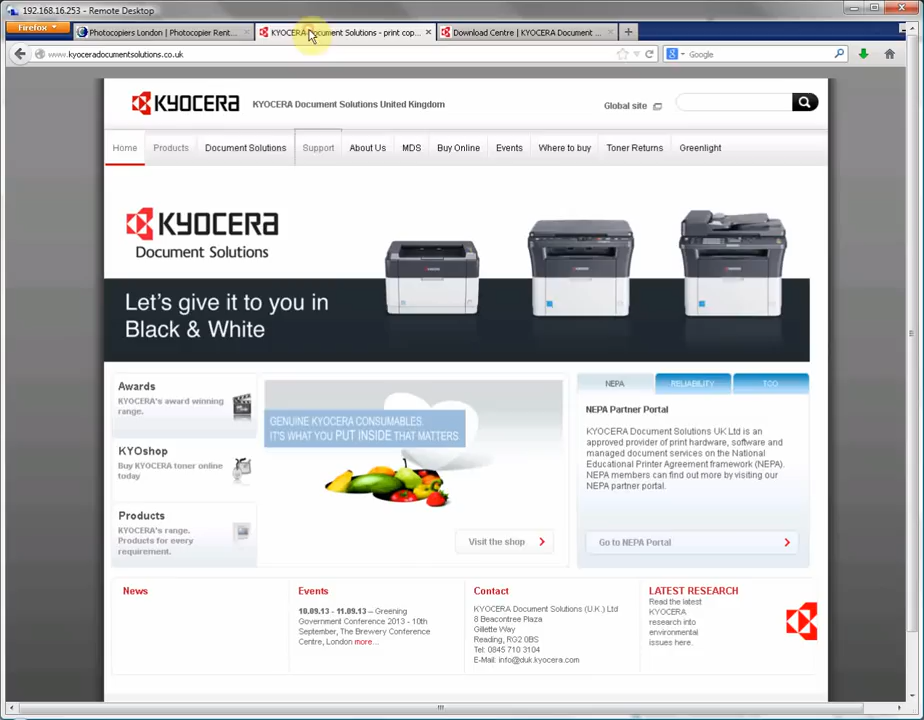 192.168.16.253 - Remote Desktop
Firefox
Photocopiers London | Photocopier Rent...
KYOCERA Document Solutions - print cop...
Download Centre | KYOCERA Document ...
www.kyoceradocumentsolutions.co.uk
Google
KYOCERA
KYOCERA Document Solutions United Kingdom
Global site
Home
Products
Document Solutions
Support
About Us
MDS
Buy Online
Events
Where to buy
Toner Returns
Greenlight
KYOCERA
Document Solutions
Let's give it to you in
Black & White
Awards
KYOCERA's award winning
range.
KYOshop
Buy KYOCERA toner online
today
Products
KYOCERA's range.
Products for every
requirement.
GENUINE KYOCERA CONSUMABLES.
IT'S WHAT YOU PUT INSIDE THAT MATTERS
Visit the shop
NEPA
RELIABILITY
TCO
NEPA Partner Portal
KYOCERA Document Solutions UK Ltd is an
approved provider of print hardware, software and
managed document services on the National
Educational Printer Agreement framework (NEPA).
NEPA members can find out more by visiting our
NEPA partner portal.
Go to NEPA Portal
News
Events
10.09.13 - 11.09.13 – Greening
Government Conference 2013 - 10th
September, The Brewery Conference
Centre, London more...
Contact
KYOCERA Document Solutions (U.K.) Ltd
8 Beacontree Plaza
Gillette Way
Reading, RG2 0BS
Tel: 0845 710 3104
E-Mail: info@duk.kyocera.com
LATEST RESEARCH
Read the latest
KYOCERA
research into
environmental
issues here.